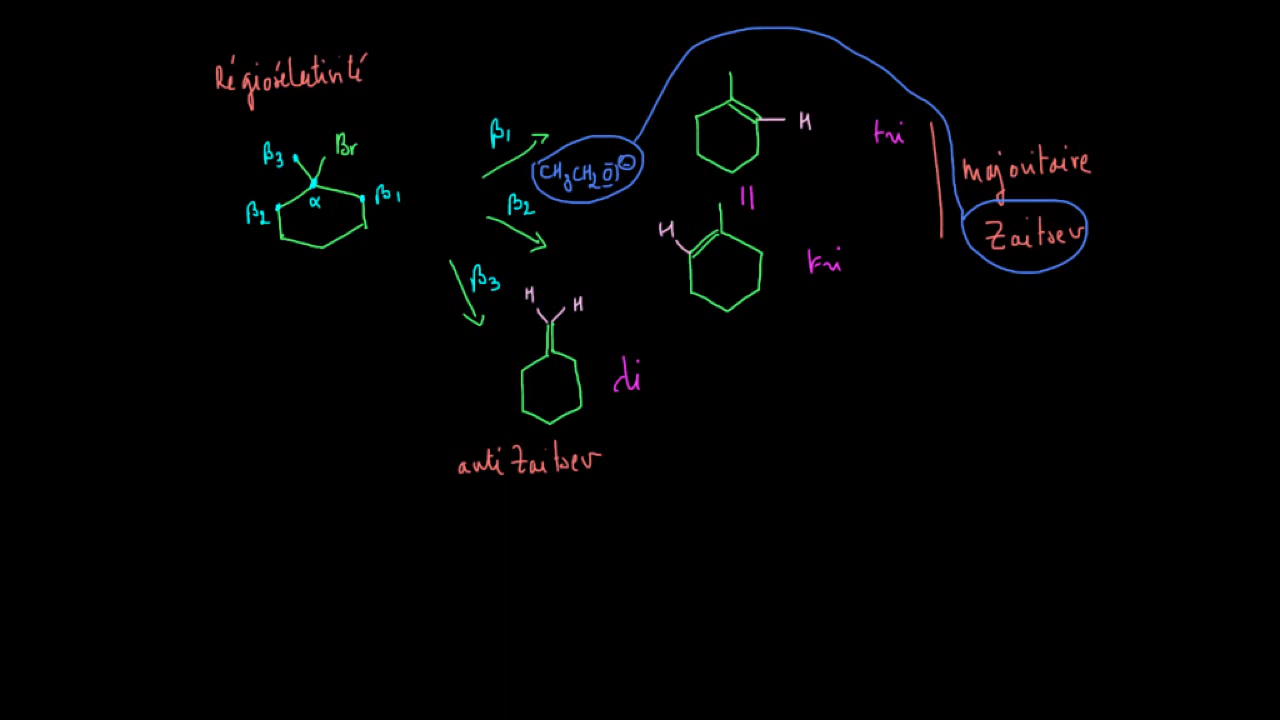 Régiosélectivité
β3 Br
β2 α β1
β1
CH3CH2O⊖
β2
β3
H
tri
majoritaire
Zaitsev
||
H
tri
H H
di
anti Zaitsev